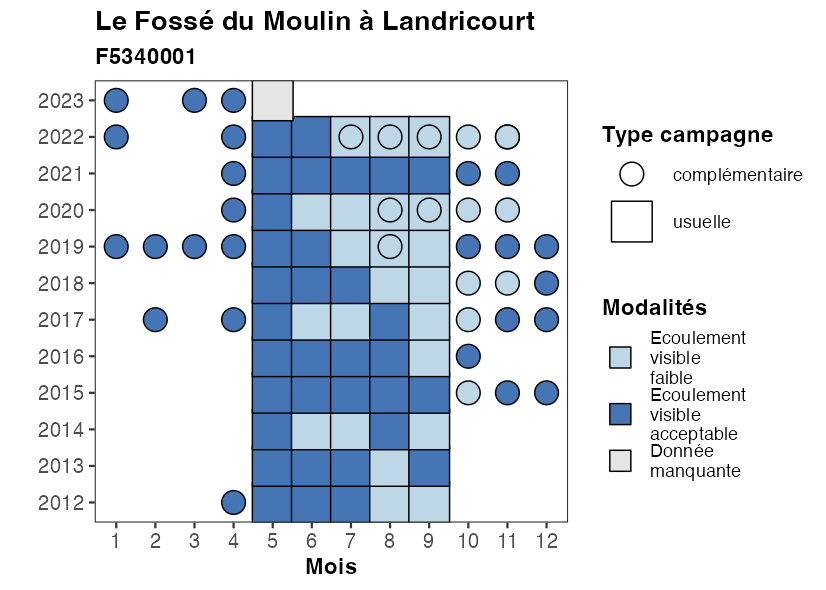 Le Fossé du Moulin à Landricourt
F5340001
2023
2022
2021
2020
2019
2018
2017
2016
2015
2014
2013
2012
1 2 3 4 5 6 7 8 9 10 11 12
Mois
Type campagne
complémentaire
usuelle
Modalités
Ecoulement
visible
faible
Ecoulement
visible
acceptable
Donnée
manquante